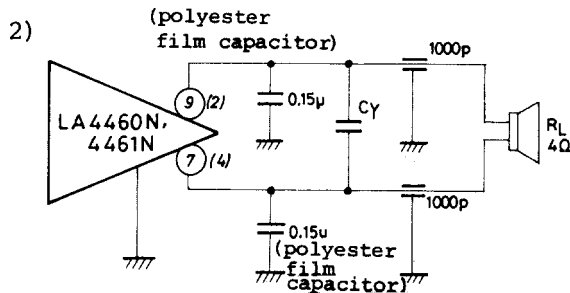 2)
(polyester
film capacitor)
1000p
9 (2)
0.15μ
CY
LA4460N,
4461N
RL
4Ω
7 (4)
1000p
0.15u
(polyester
film
capacitor)